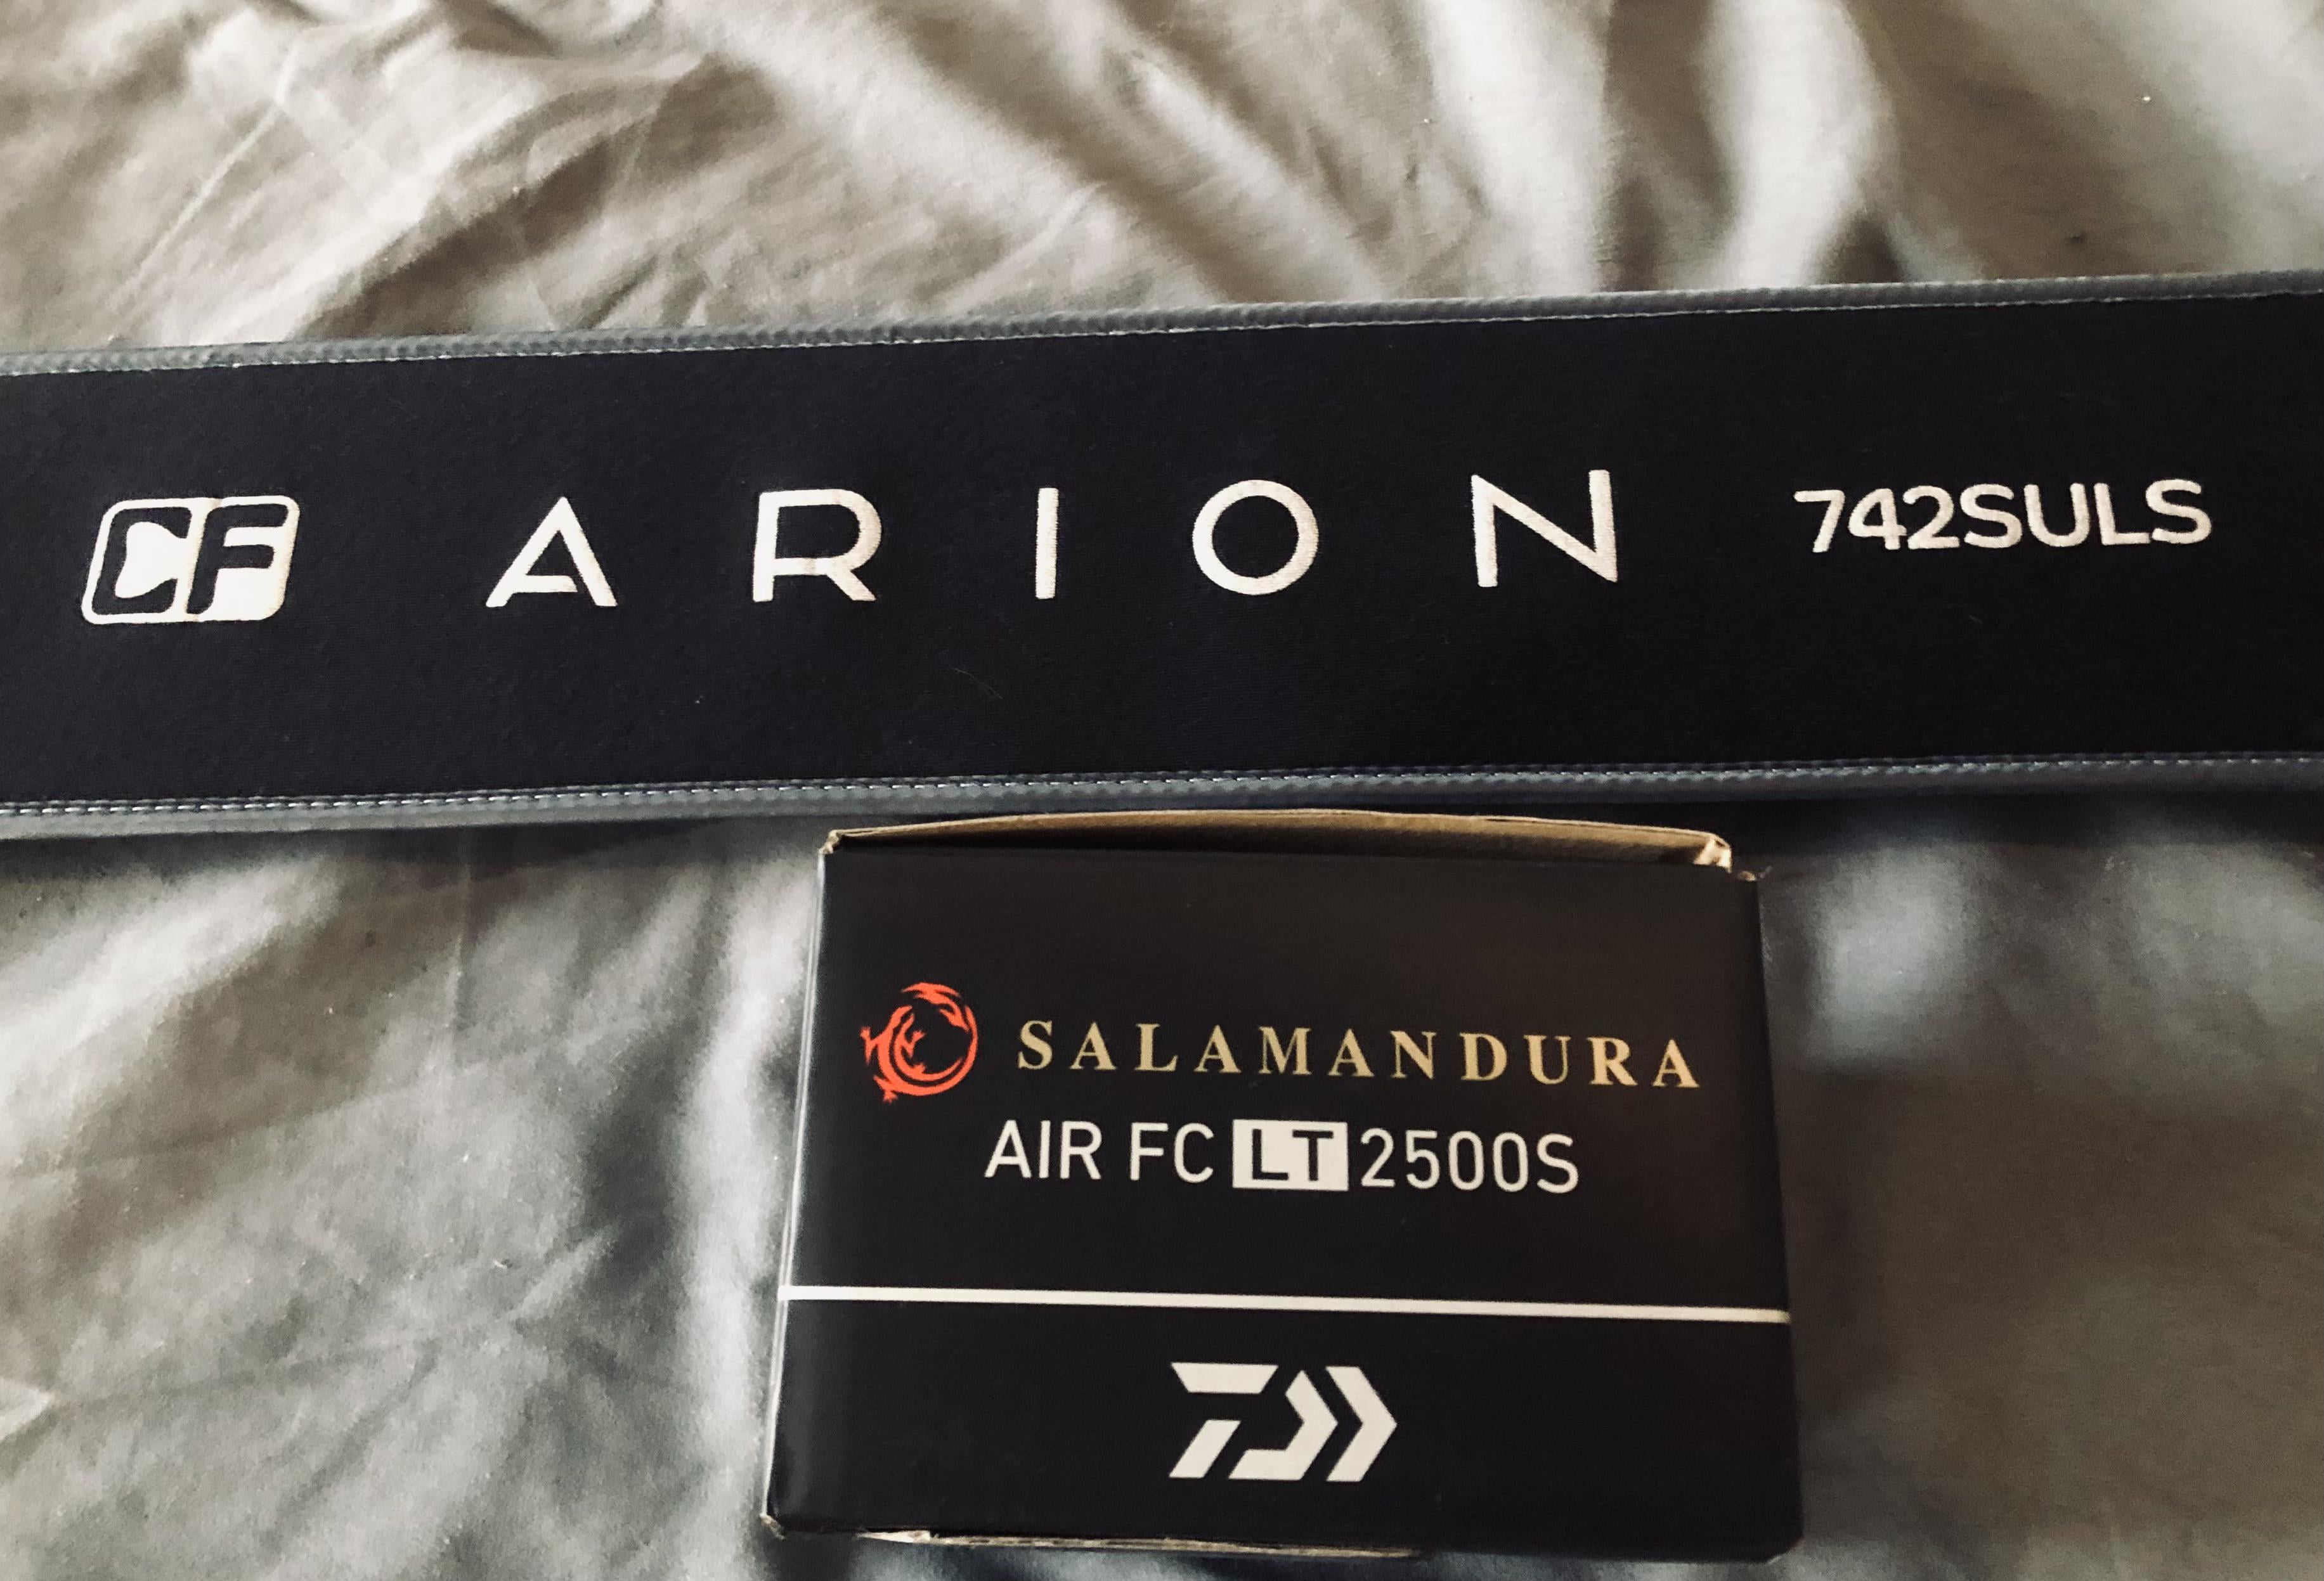 CF ARION 742SULS
SALAMANDURA
AIR FC LT 2500S